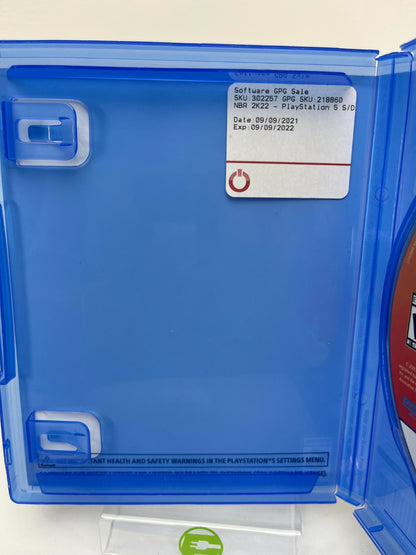 Software GPG Sale
SKU:302257 GPG SKU:218860
NBA 2K22 - PlayStation 5 S/D
Date:09/09/2021
Exp:09/09/2022
HEALTH AND SAFETY WARNINGS IN THE PLAYSTATION®5 SETTINGS MENU.